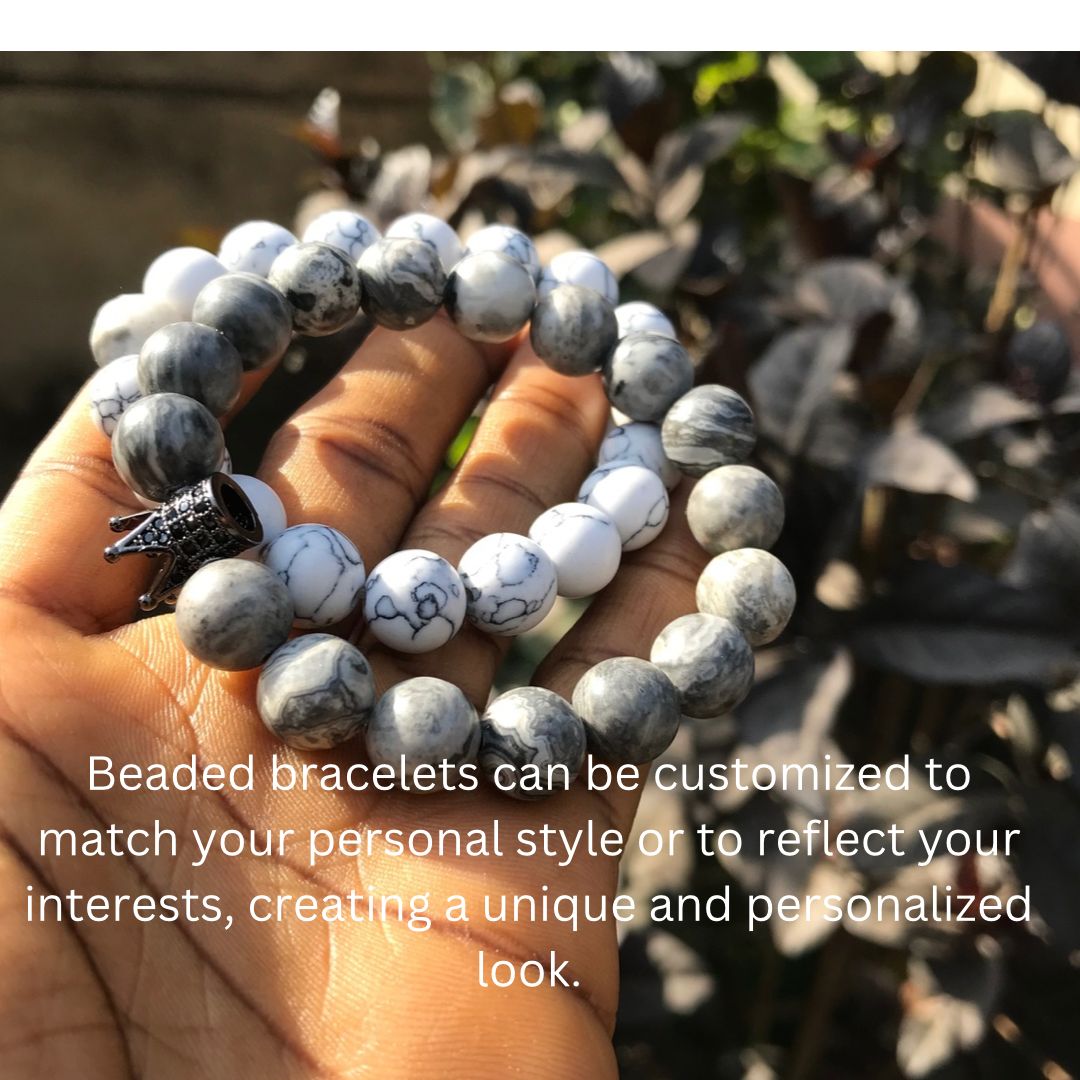 Beaded bracelets can be customized to
match your personal style or to reflect your
interests, creating a unique and personalized
look.